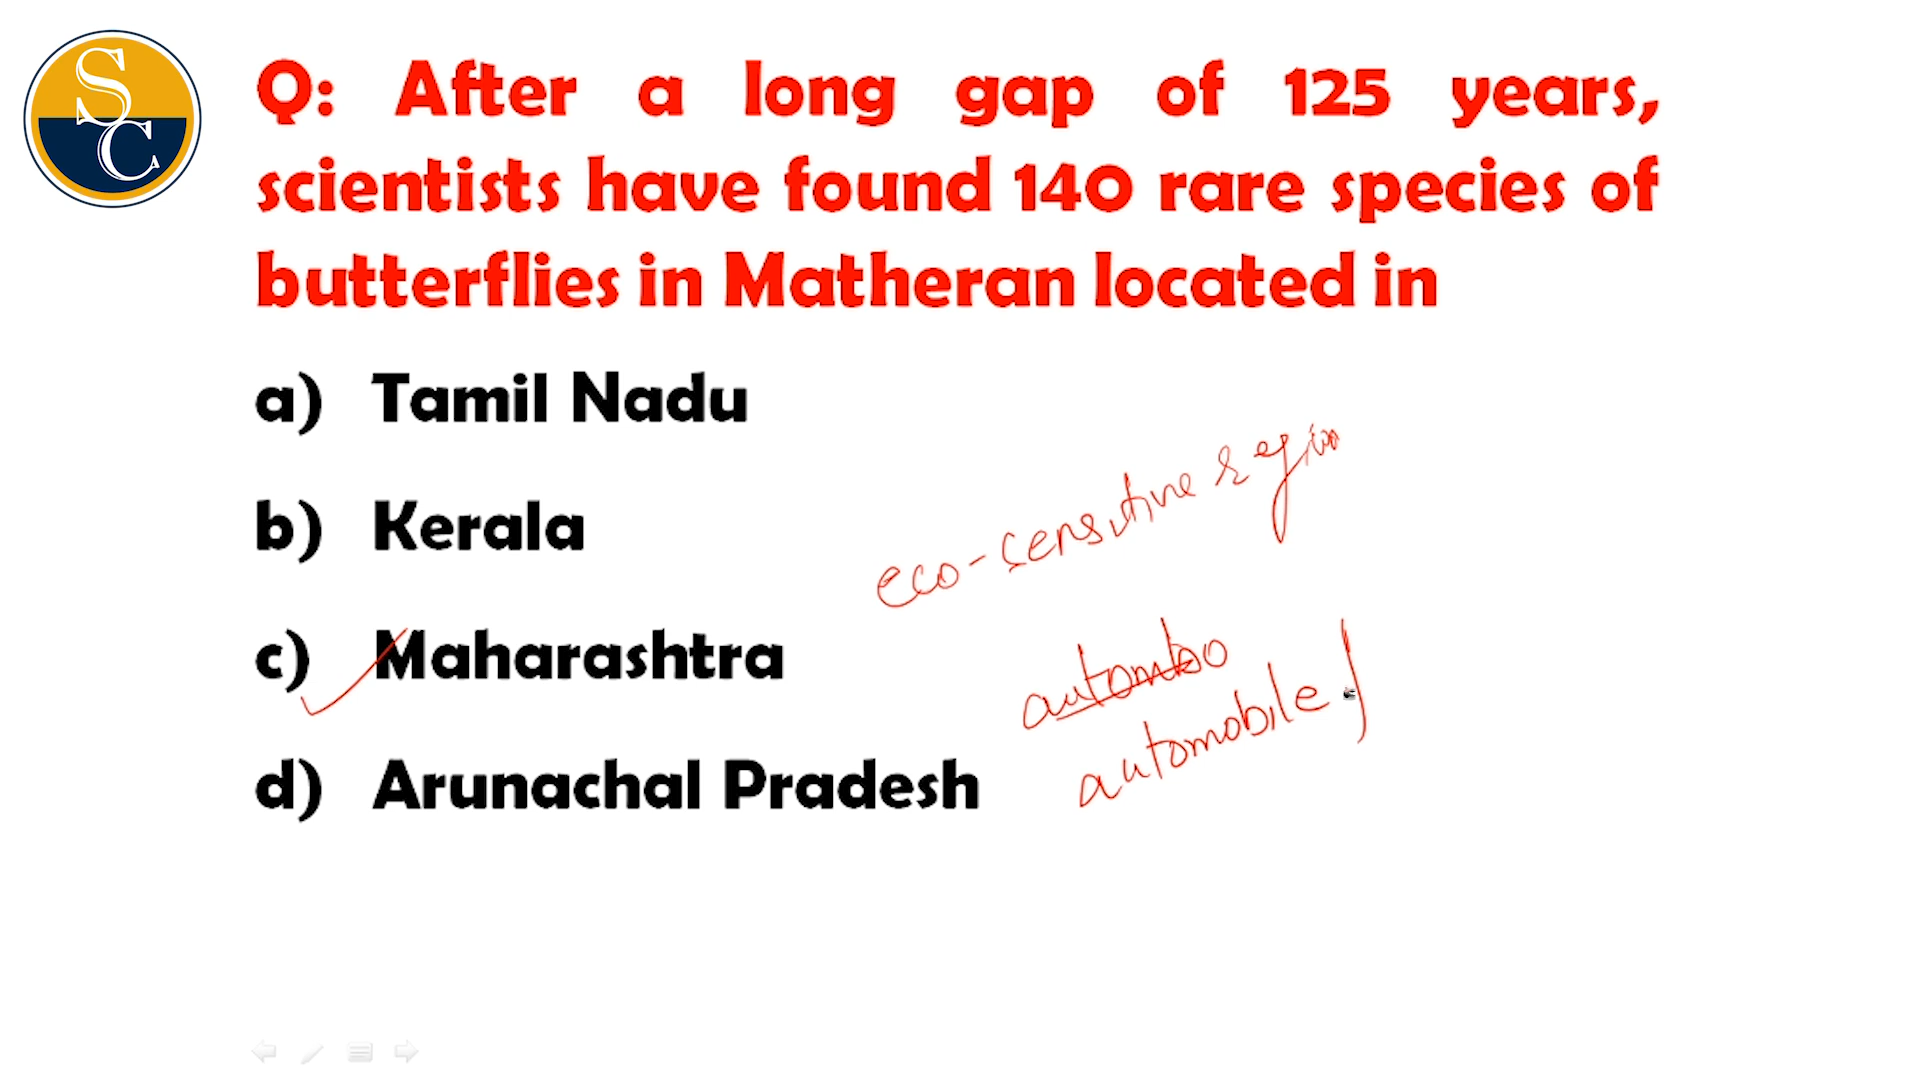 SC
Q: After a long gap of 125 years,
scientists have found 140 rare species of
butterflies in Matheran located in
a) Tamil Nadu
b) Kerala
eco-sensitive region
c) Maharashtra
autombo
automobile f
d) Arunachal Pradesh